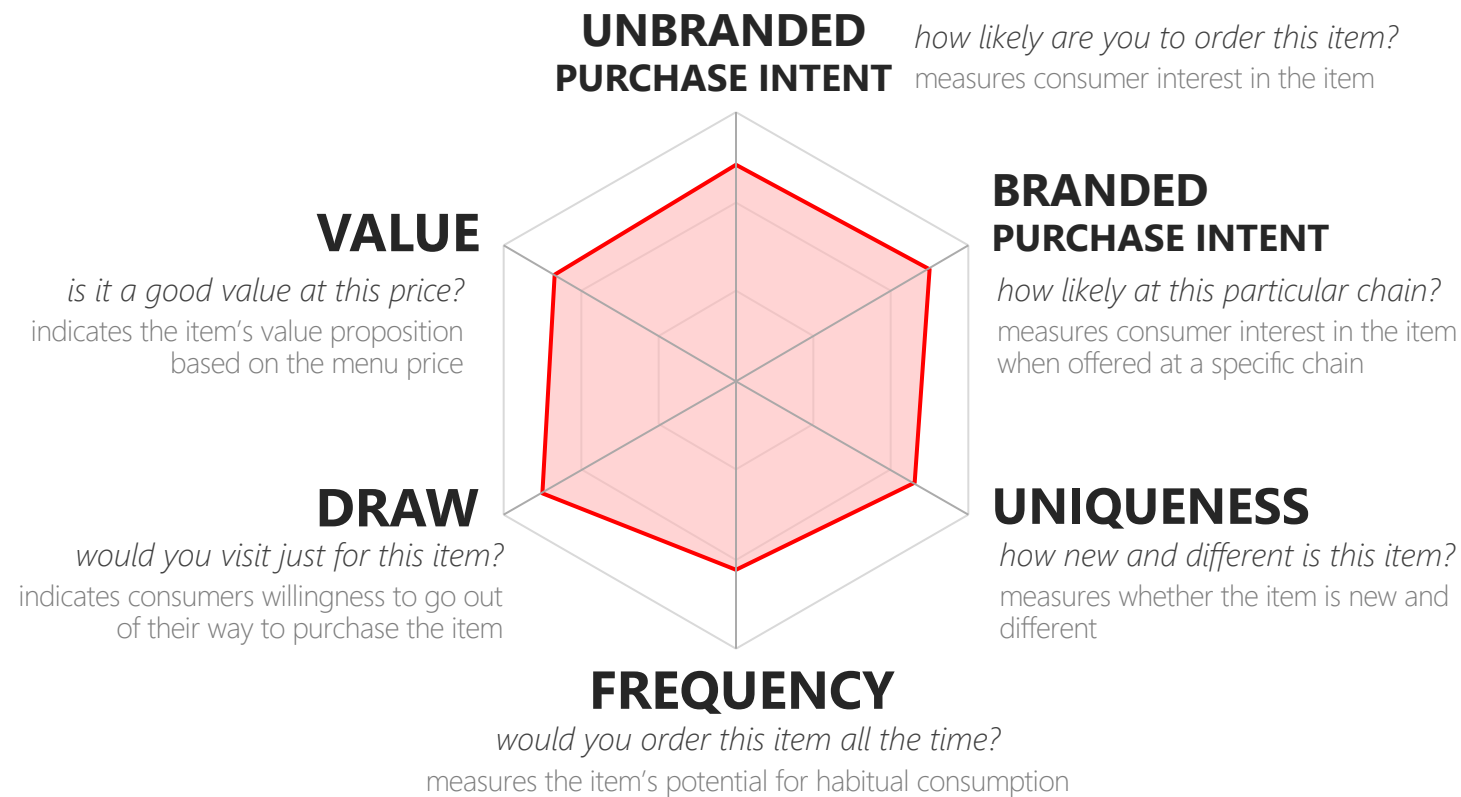 UNBRANDED
PURCHASE INTENT
how likely are you to order this item?
measures consumer interest in the item
BRANDED
PURCHASE INTENT
how likely at this particular chain?
measures consumer interest in the item
when offered at a specific chain
VALUE
is it a good value at this price?
indicates the item's value proposition
based on the menu price
DRAW
would you visit just for this item?
indicates consumers willingness to go out
of their way to purchase the item
UNIQUENESS
how new and different is this item?
measures whether the item is new and
different
FREQUENCY
would you order this item all the time?
measures the item's potential for habitual consumption